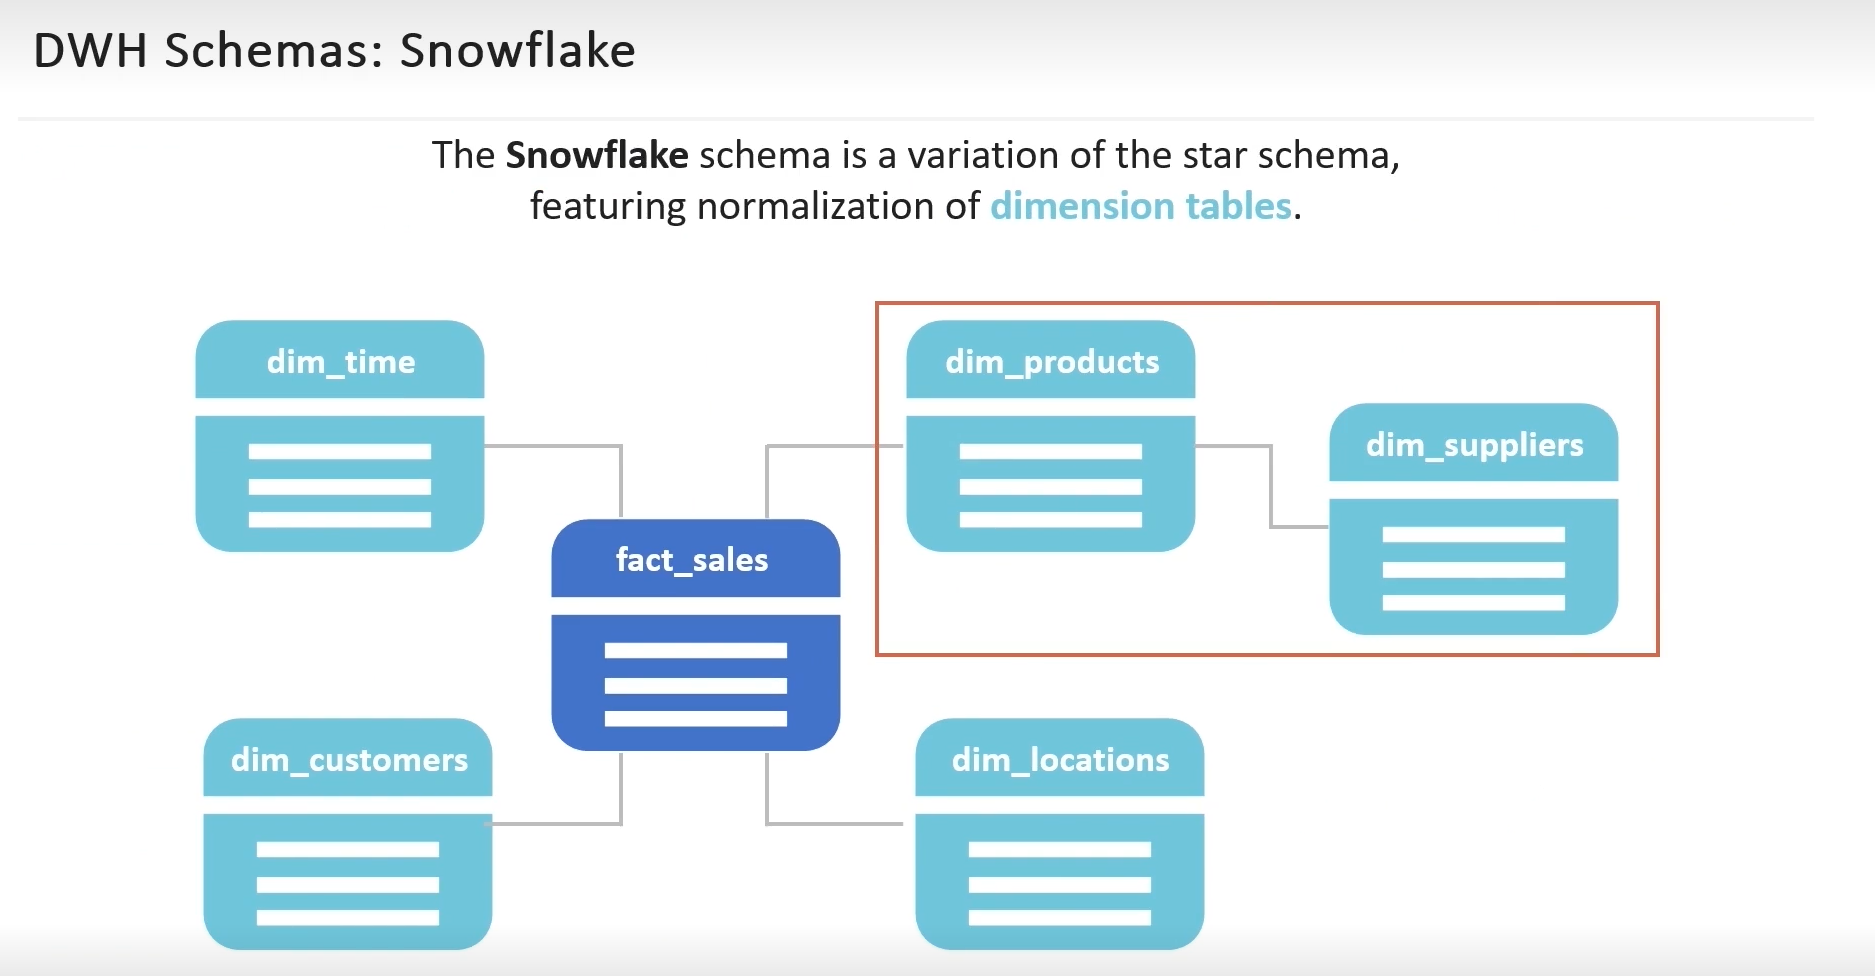 DWH Schemas: Snowflake
The Snowflake schema is a variation of the star schema,
featuring normalization of dimension tables.
dim_time
dim_products
dim_suppliers
fact_sales
dim_customers
dim_locations